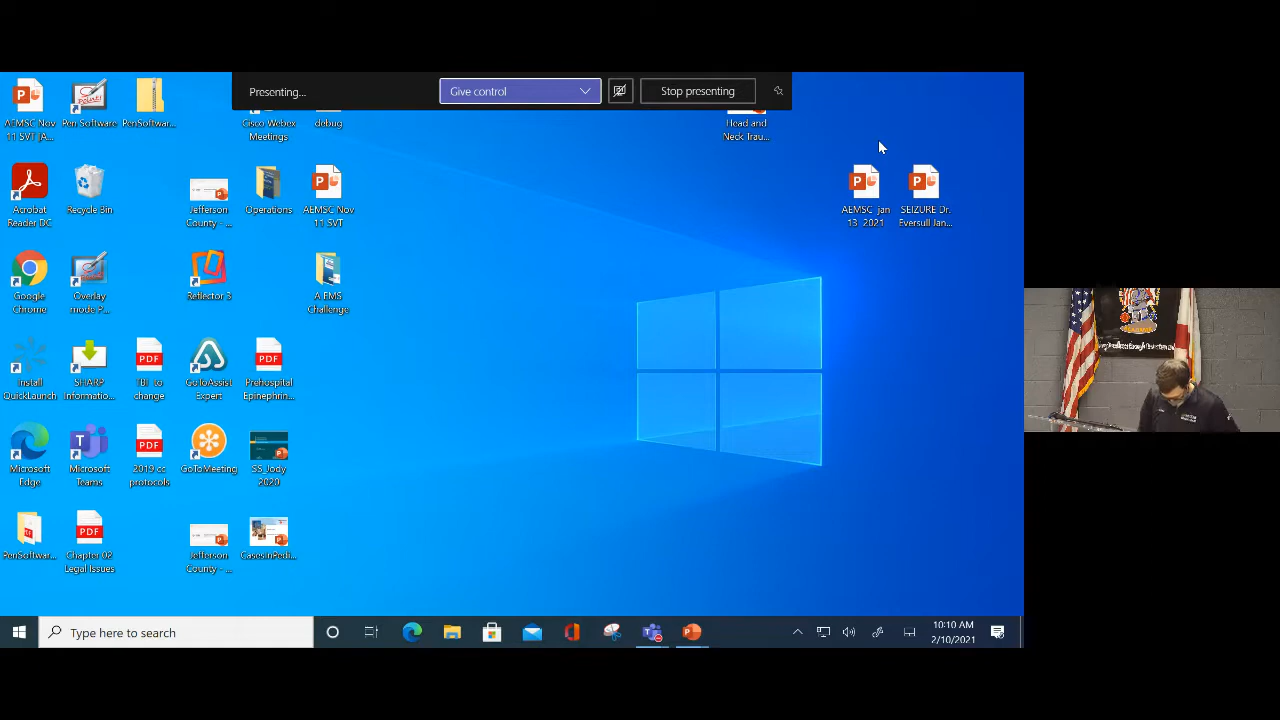 Presenting...
Give control
Stop presenting
AEMSC Nov
11 SVT [A...
Pen Software
PenSoftwar...
Cisco Webex
Meetings
debug
Head and
Neck Trau...
Acrobat
Reader DC
Recycle Bin
Jefferson
County - ...
Operations
AEMSC Nov
11 SVT
AEMSC jan
13 2021
SEIZURE Dr.
Eversull Jan...
Google
Chrome
Overlay
mode P...
Reflector 3
A EMS
Challenge
Install
QuickLaunch
SHARP
Informatio...
TBI to
change
GoToAssist
Expert
Prehospital
Epinephrin...
Microsoft
Edge
Microsoft
Teams
2019 cc
protocols
GoToMeeting
SS_Jody
2020
PenSoftwar...
Chapter 02
Legal Issues
Jefferson
County - ...
CasesInPedi...
Type here to search
10:10 AM
2/10/2021